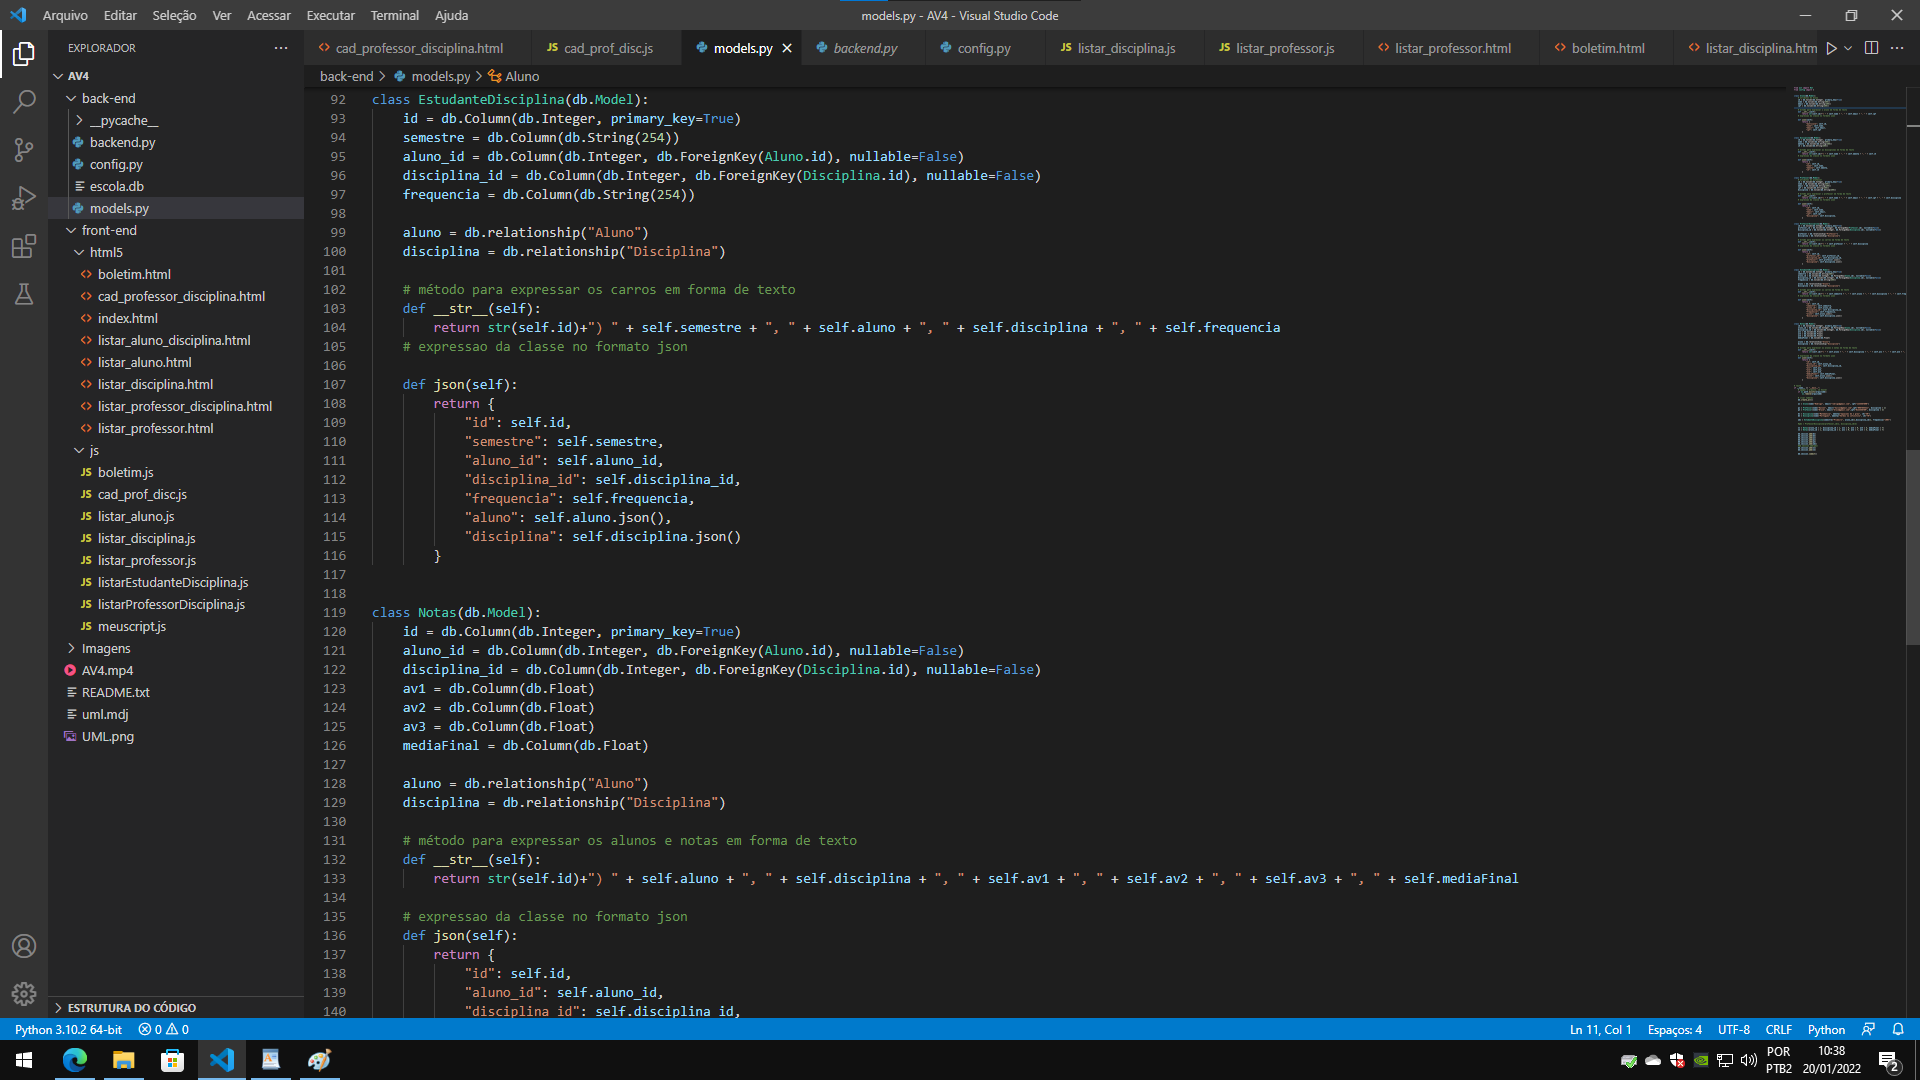 Arquivo Editar Seleção Ver Acessar Executar Terminal Ajuda
models.py - AV4 - Visual Studio Code
EXPLORADOR
AV4
back-end
__pycache__
backend.py
config.py
escola.db
models.py
front-end
html5
boletim.html
cad_professor_disciplina.html
index.html
listar_aluno_disciplina.html
listar_aluno.html
listar_disciplina.html
listar_professor_disciplina.html
listar_professor.html
js
JS boletim.js
JS cad_prof_disc.js
JS listar_aluno.js
JS listar_disciplina.js
JS listar_professor.js
JS listarEstudanteDisciplina.js
JS listarProfessorDisciplina.js
JS meuscript.js
Imagens
AV4.mp4
README.txt
uml.mdj
UML.png
ESTRUTURA DO CÓDIGO
cad_professor_disciplina.html JS cad_prof_disc.js models.py backend.py config.py JS listar_disciplina.js JS listar_professor.js listar_professor.html boletim.html listar_disciplina.htm
back-end > models.py > Aluno
92 class EstudanteDisciplina(db.Model):
93 id = db.Column(db.Integer, primary_key=True)
94 semestre = db.Column(db.String(254))
95 aluno_id = db.Column(db.Integer, db.ForeignKey(Aluno.id), nullable=False)
96 disciplina_id = db.Column(db.Integer, db.ForeignKey(Disciplina.id), nullable=False)
97 frequencia = db.Column(db.String(254))
98
99 aluno = db.relationship("Aluno")
100 disciplina = db.relationship("Disciplina")
101
102 # método para expressar os carros em forma de texto
103 def __str__(self):
104 return str(self.id)+") " + self.semestre + ", " + self.aluno + ", " + self.disciplina + ", " + self.frequencia
105 # expressao da classe no formato json
106
107 def json(self):
108 return {
109 "id": self.id,
110 "semestre": self.semestre,
111 "aluno_id": self.aluno_id,
112 "disciplina_id": self.disciplina_id,
113 "frequencia": self.frequencia,
114 "aluno": self.aluno.json(),
115 "disciplina": self.disciplina.json()
116 }
117
118
119 class Notas(db.Model):
120 id = db.Column(db.Integer, primary_key=True)
121 aluno_id = db.Column(db.Integer, db.ForeignKey(Aluno.id), nullable=False)
122 disciplina_id = db.Column(db.Integer, db.ForeignKey(Disciplina.id), nullable=False)
123 av1 = db.Column(db.Float)
124 av2 = db.Column(db.Float)
125 av3 = db.Column(db.Float)
126 mediaFinal = db.Column(db.Float)
127
128 aluno = db.relationship("Aluno")
129 disciplina = db.relationship("Disciplina")
130
131 # método para expressar os alunos e notas em forma de texto
132 def __str__(self):
133 return str(self.id)+") " + self.aluno + ", " + self.disciplina + ", " + self.av1 + ", " + self.av2 + ", " + self.av3 + ", " + self.mediaFinal
134
135 # expressao da classe no formato json
136 def json(self):
137 return {
138 "id": self.id,
139 "aluno_id": self.aluno_id,
140 "disciplina_id": self.disciplina_id,
Python 3.10.2 64-bit 0 0 Ln 11, Col 1 Espaços: 4 UTF-8 CRLF Python
POR 10:38
PTB2 20/01/2022 2